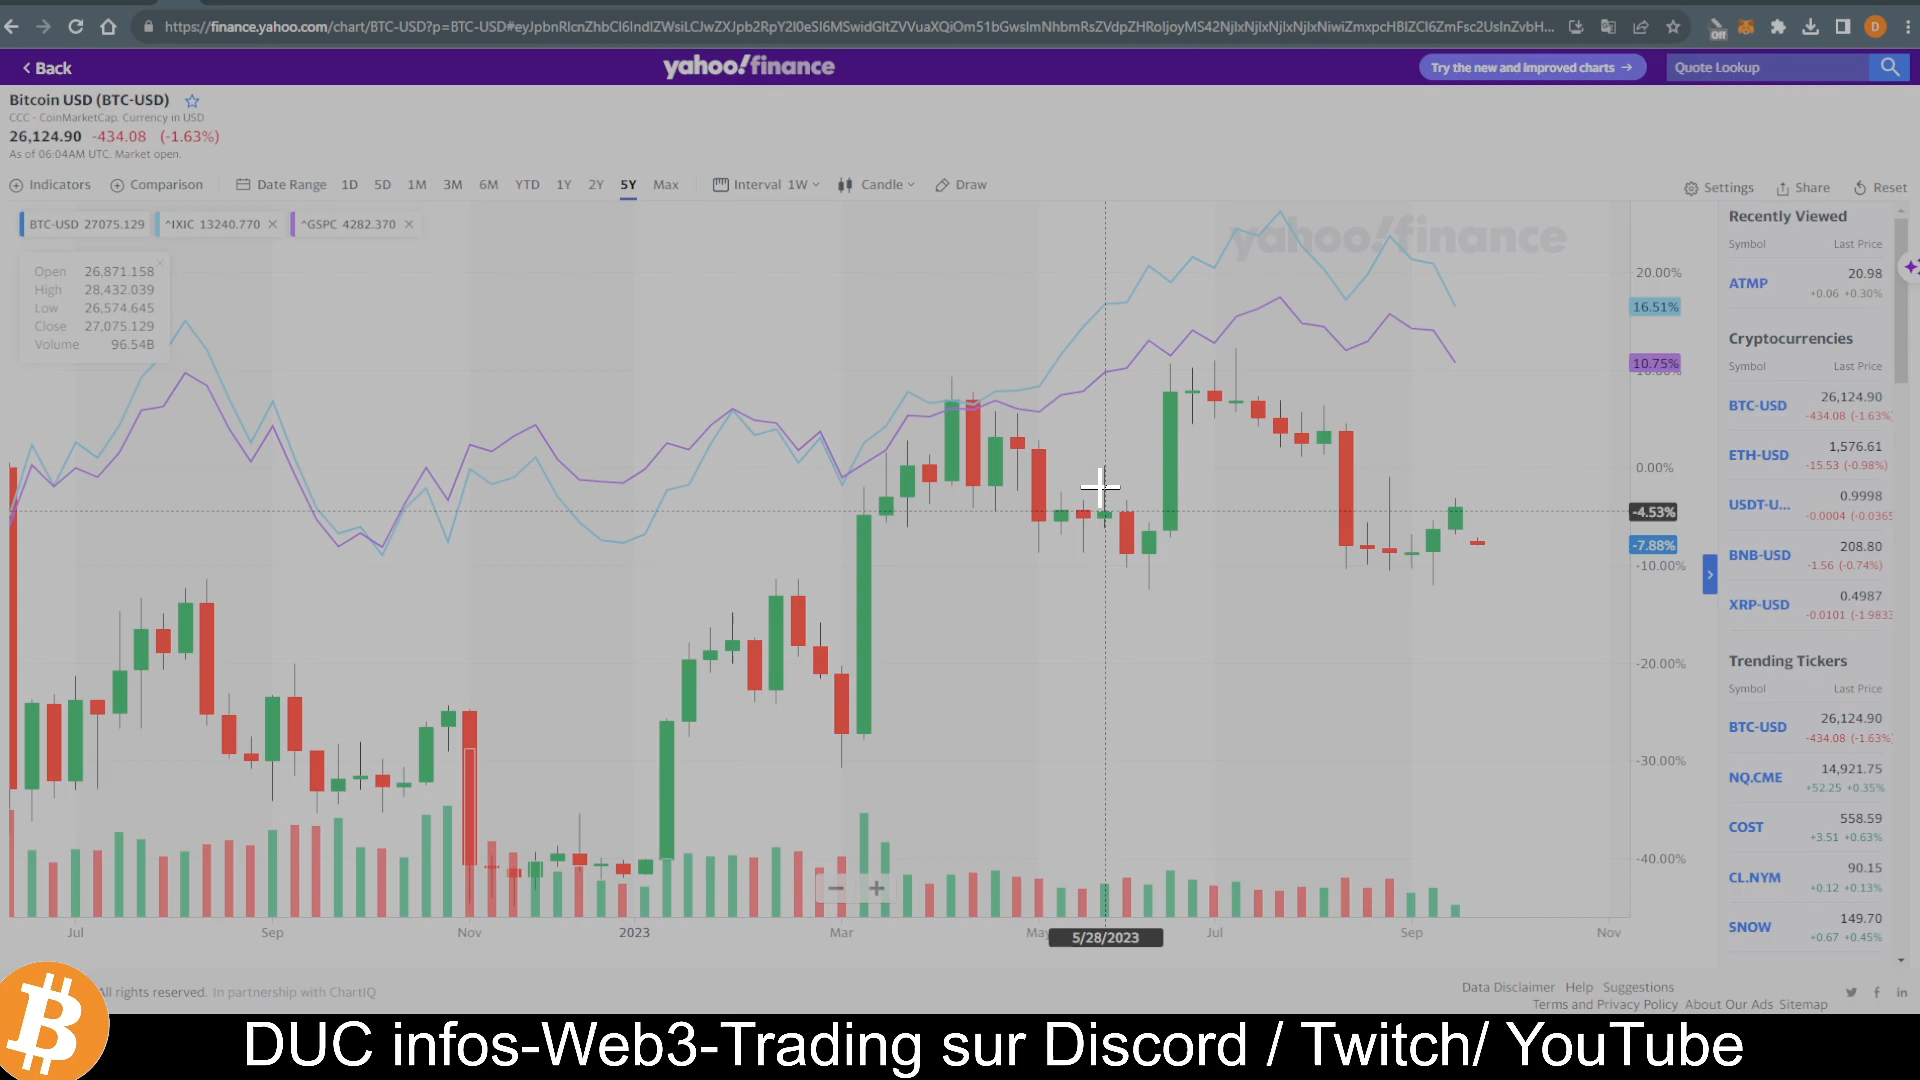 https://finance.yahoo.com/chart/BTC-USD?p=BTC-USD#
Off
D
Back
yahoo!finance
Try the new and improved charts →
Quote Lookup
Bitcoin USD (BTC-USD)
CCC - CoinMarketCap. Currency in USD
26,124.90 -434.08 (-1.63%)
As of 06:04AM UTC. Market open.
Indicators Comparison Date Range 1D 5D 1M 3M 6M YTD 1Y 2Y 5Y Max Interval 1W Candle Draw
Settings Share Reset
BTC-USD 27075.129 ^IXIC 13240.770 ^GSPC 4282.370
Open 26,871.158
High 28,432.039
Low 26,574.645
Close 27,075.129
Volume 96.54B
yahoo!finance
20.00%
16.51%
10.75%
0.00%
-4.53%
-7.88%
-10.00%
-20.00%
-30.00%
-40.00%
Jul Sep Nov 2023 Mar May 5/28/2023 Jul Sep Nov
Recently Viewed
Symbol Last Price
ATMP 20.98
+0.06 +0.30%
Cryptocurrencies
Symbol Last Price
BTC-USD 26,124.90
-434.08 (-1.63%)
ETH-USD 1,576.61
-15.53 (-0.98%)
USDT-U... 0.9998
-0.0004 (-0.0365
BNB-USD 208.80
-1.56 (-0.74%)
XRP-USD 0.4987
-0.0101 (-1.9833
Trending Tickers
Symbol Last Price
BTC-USD 26,124.90
-434.08 (-1.63%)
NQ.CME 14,921.75
+52.25 +0.35%
COST 558.59
+3.51 +0.63%
CL.NYM 90.15
+0.12 +0.13%
SNOW 149.70
+0.67 +0.45%
All rights reserved. In partnership with ChartIQ
Data Disclaimer Help Suggestions
Terms and Privacy Policy About Our Ads Sitemap
DUC infos-Web3-Trading sur Discord / Twitch/ YouTube